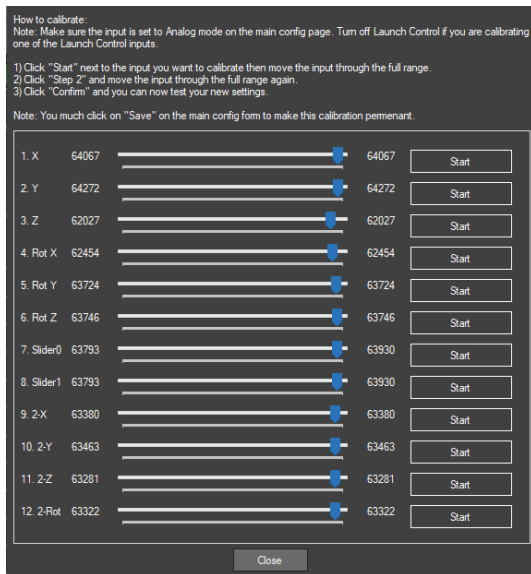 How to calibrate:
Note: Make sure the input is set to Analog mode on the main config page. Turn off Launch Control if you are calibrating
one of the Launch Control inputs.
1) Click "Start" next to the input you want to calibrate then move the input through the full range.
2) Click "Step 2" and move the input through the full range again.
3) Click "Confirm" and you can now test your new settings.
Note: You much click on "Save" on the main config form to make this calibration permenant.
1. X 64067 64067 Start
2. Y 64272 64272 Start
3. Z 62027 62027 Start
4. Rot X 62454 62454 Start
5. Rot Y 63724 63724 Start
6. Rot Z 63746 63746 Start
7. Slider0 63793 63930 Start
8. Slider1 63793 63930 Start
9. 2-X 63380 63380 Start
10. 2-Y 63463 63463 Start
11. 2-Z 63281 63281 Start
12. 2-Rot 63322 63322 Start
Close